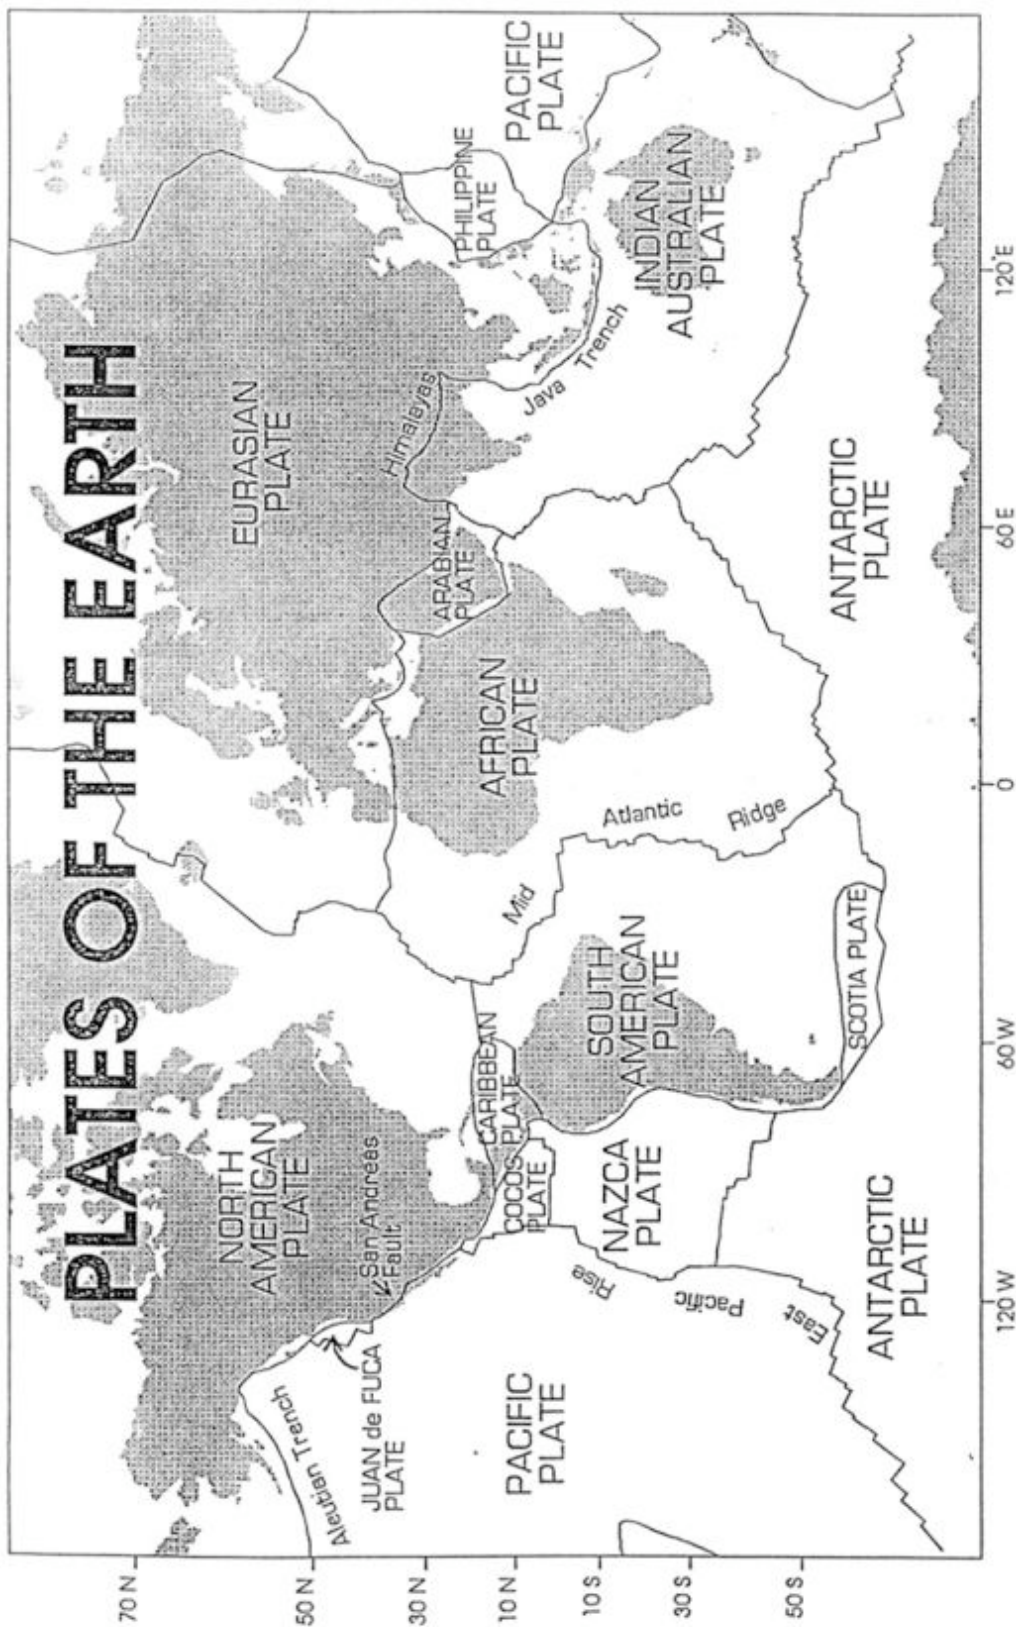 PLATES OF THE EARTH
NORTH
AMERICAN
PLATE
EURASIAN
PLATE
Aleutian Trench
JUAN de FUCA
PLATE
San Andreas
Fault
CARIBBEAN
PLATE
COCOS
PLATE
ARABIAN
PLATE
Himalayas
PHILIPPINE
PLATE
PACIFIC
PLATE
PACIFIC
PLATE
NAZCA
PLATE
SOUTH
AMERICAN
PLATE
AFRICAN
PLATE
Mid
Atlantic
Ridge
Java Trench
INDIAN
AUSTRALIAN
PLATE
East
Pacific
Rise
SCOTIA PLATE
ANTARCTIC
PLATE
ANTARCTIC
PLATE
70 N
50 N
30 N
10 N
10 S
30 S
50 S
120 W
60 W
0
60 E
120°E